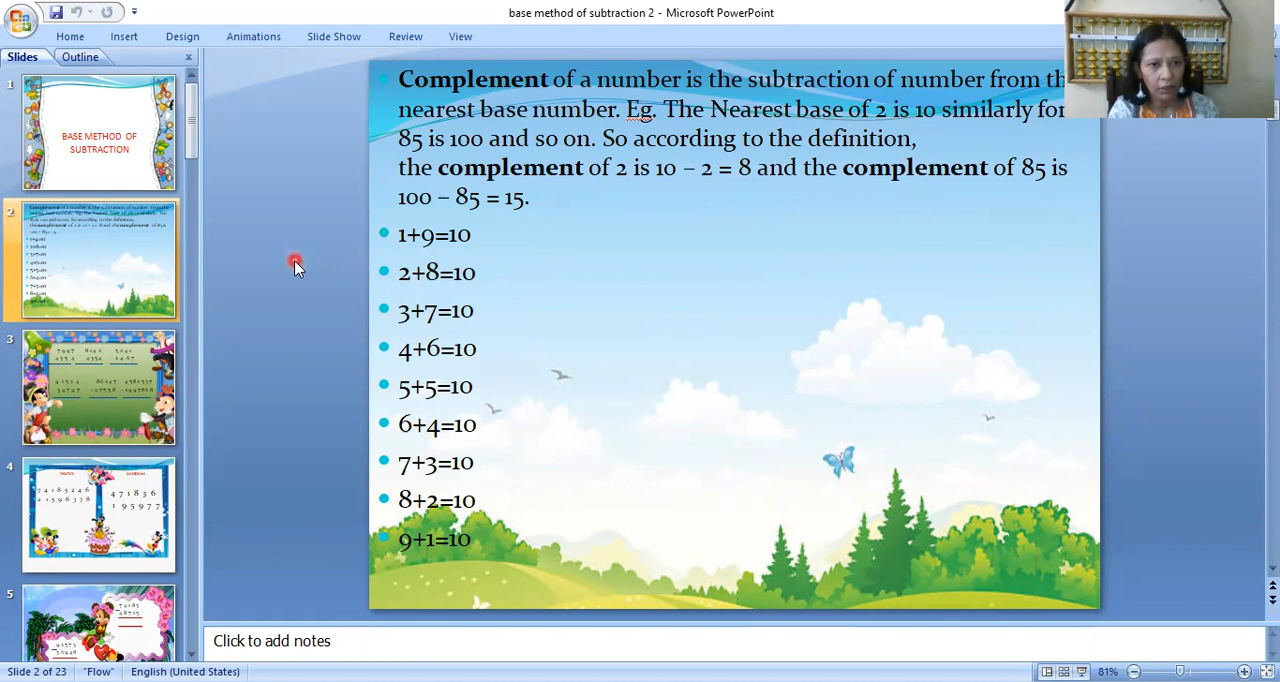 base method of subtraction 2 - Microsoft PowerPoint
Home Insert Design Animations Slide Show Review View
Slides Outline
1
BASE METHOD OF
SUBTRACTION
2
3
4
5
Complement of a number is the subtraction of number from th
nearest base number. Eg. The Nearest base of 2 is 10 similarly for
85 is 100 and so on. So according to the definition,
the complement of 2 is 10 – 2 = 8 and the complement of 85 is
100 – 85 = 15.
1+9=10
2+8=10
3+7=10
4+6=10
5+5=10
6+4=10
7+3=10
8+2=10
9+1=10
Click to add notes
Slide 2 of 23 "Flow" English (United States) 81%